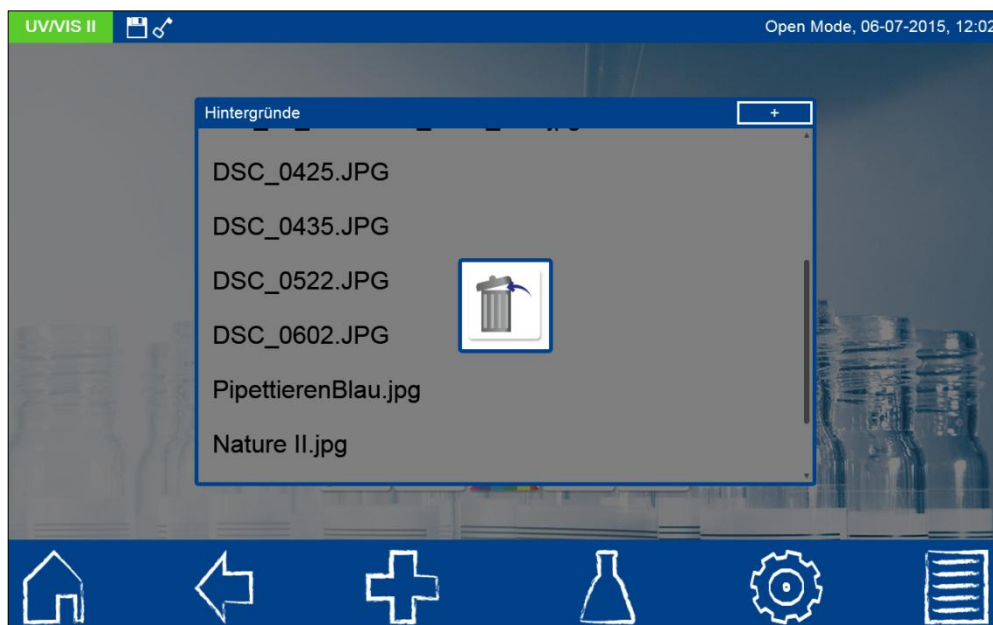 UV/VIS II
Open Mode, 06-07-2015, 12:02
Hintergründe
+
DSC_0425.JPG
DSC_0435.JPG
DSC_0522.JPG
DSC_0602.JPG
PipettierenBlau.jpg
Nature II.jpg